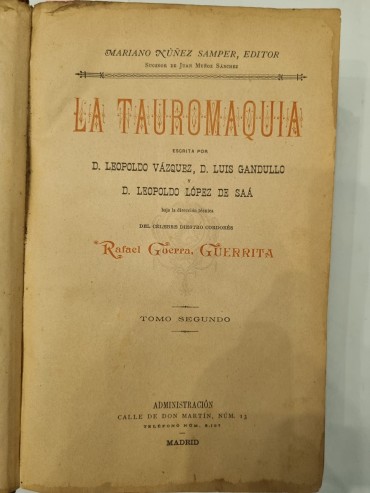 MARIANO NÚÑEZ SAMPER, EDITOR
SUCESOR DE JUAN MUÑOZ SÁNCHEZ
LA TAUROMAQUIA
ESCRITA POR
D. LEOPOLDO VÁZQUEZ, D. LUIS GANDULLO
Y
D. LEOPOLDO LÓPEZ DE SAÁ
bajo la dirección técnica
DEL CÉLEBRE DIESTRO CORDOBÉS
Rafael Guerra, GUERRITA
TOMO SEGUNDO
ADMINISTRACIÓN
CALLE DE DON MARTÍN, NÚM. 13
TELÉFONO NÚM.
MADRID